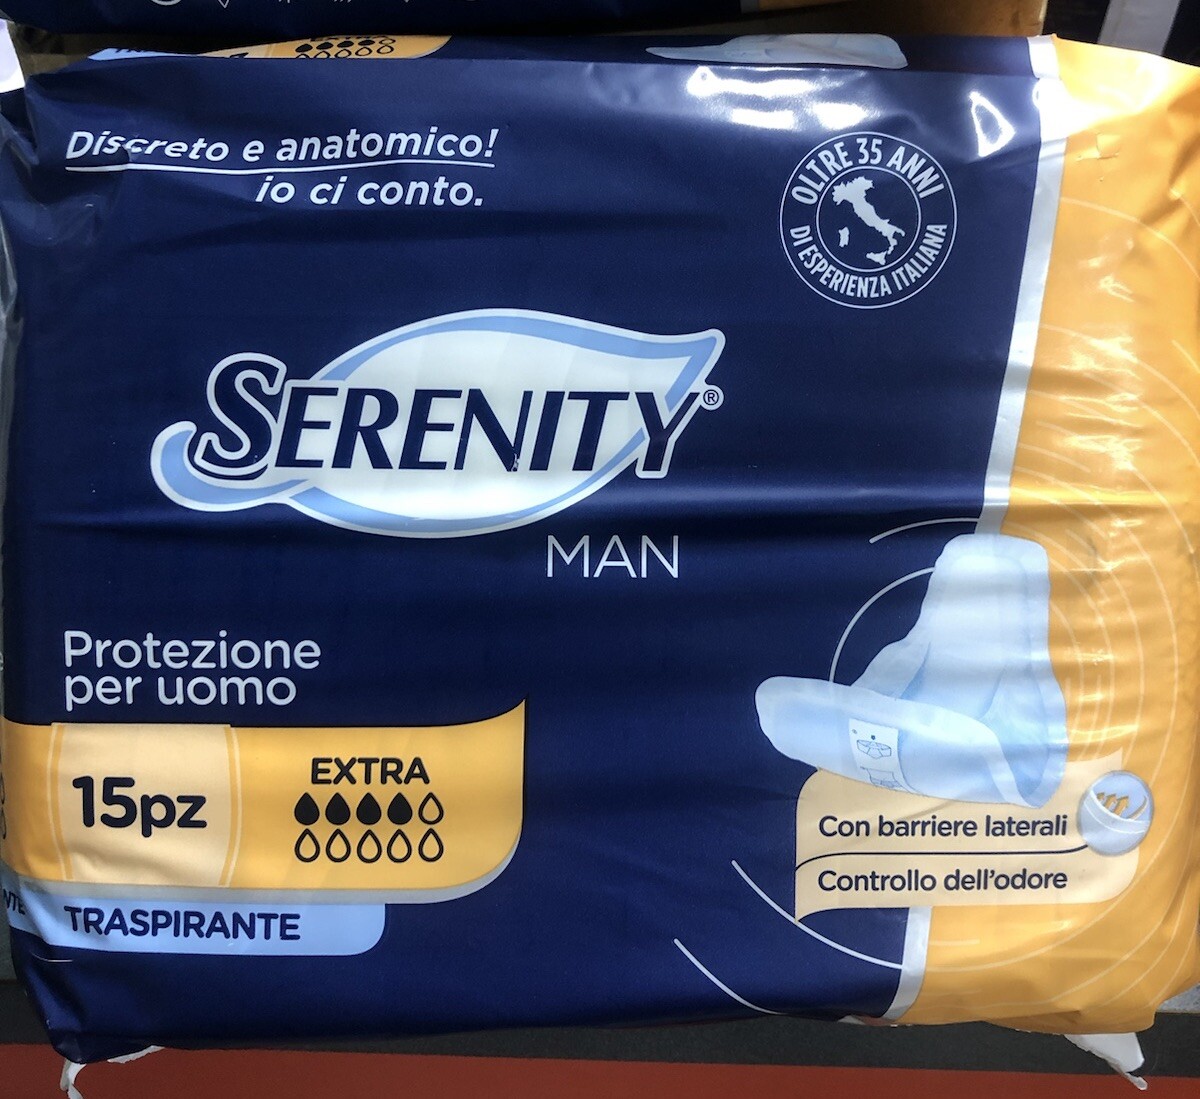 EXTRA
Discreto e anatomico!
io ci conto.
OLTRE 35 ANNI
DI ESPERIENZA ITALIANA
SERENITY®
MAN
Protezione
per uomo
15pz
EXTRA
Con barriere laterali
Controllo dell'odore
TRASPIRANTE